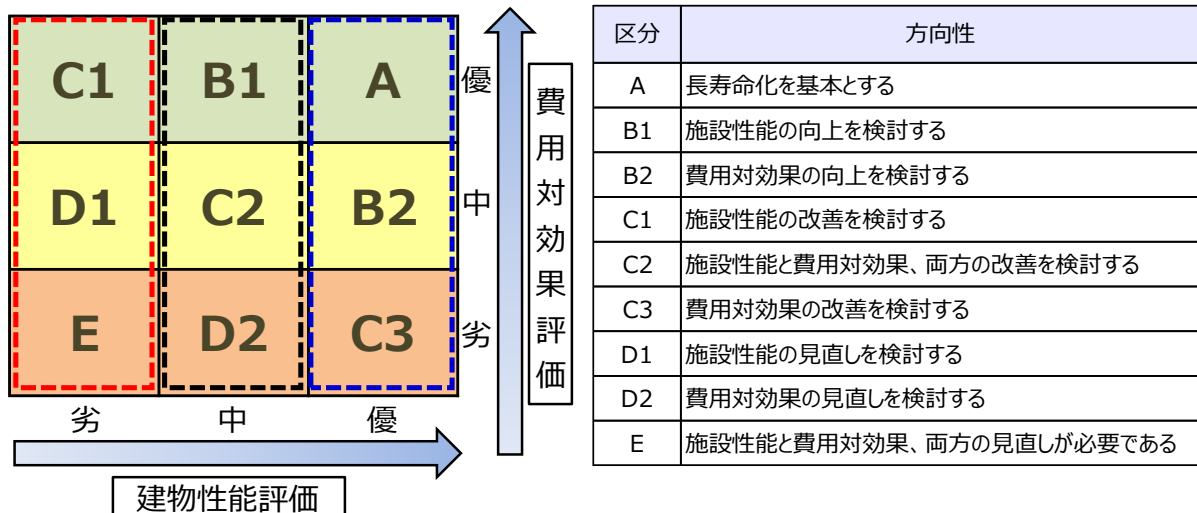 C1 B1 A 優
D1 C2 B2 中
E D2 C3 劣
劣 中 優
建物性能評価
費用対効果評価
区分 方向性
A 長寿命化を基本とする
B1 施設性能の向上を検討する
B2 費用対効果の向上を検討する
C1 施設性能の改善を検討する
C2 施設性能と費用対効果、両方の改善を検討する
C3 費用対効果の改善を検討する
D1 施設性能の見直しを検討する
D2 費用対効果の見直しを検討する
E 施設性能と費用対効果、両方の見直しが必要である